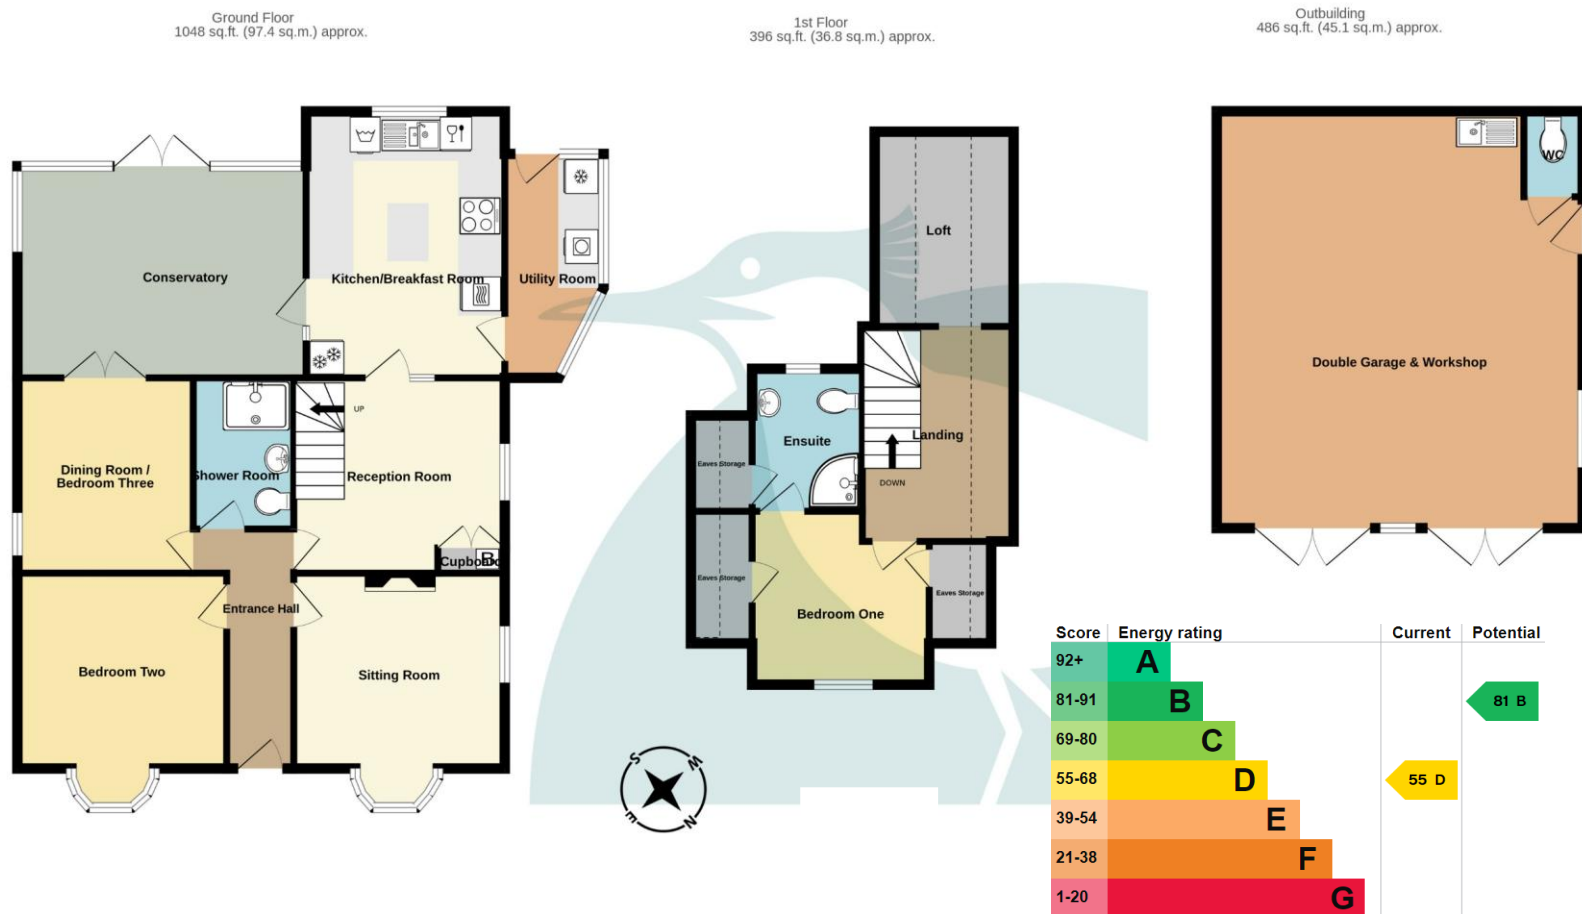 Ground Floor
1048 sq.ft. (97.4 sq.m.) approx.
1st Floor
396 sq.ft. (36.8 sq.m.) approx.
Outbuilding
486 sq.ft. (45.1 sq.m.) approx.
Conservatory
Kitchen/Breakfast Room
Utility Room
UP
Dining Room /
Bedroom Three
Shower Room
Reception Room
Cupboard
B
Entrance Hall
Bedroom Two
Sitting Room
Loft
Ensuite
Landing
Eaves Storage
DOWN
Eaves Storage
Eaves Storage
Bedroom One
S
W
E
N
WC
Double Garage & Workshop
Score Energy rating Current Potential
92+ A
81-91 B 81 B
69-80 C
55-68 D 55 D
39-54 E
21-38 F
1-20 G